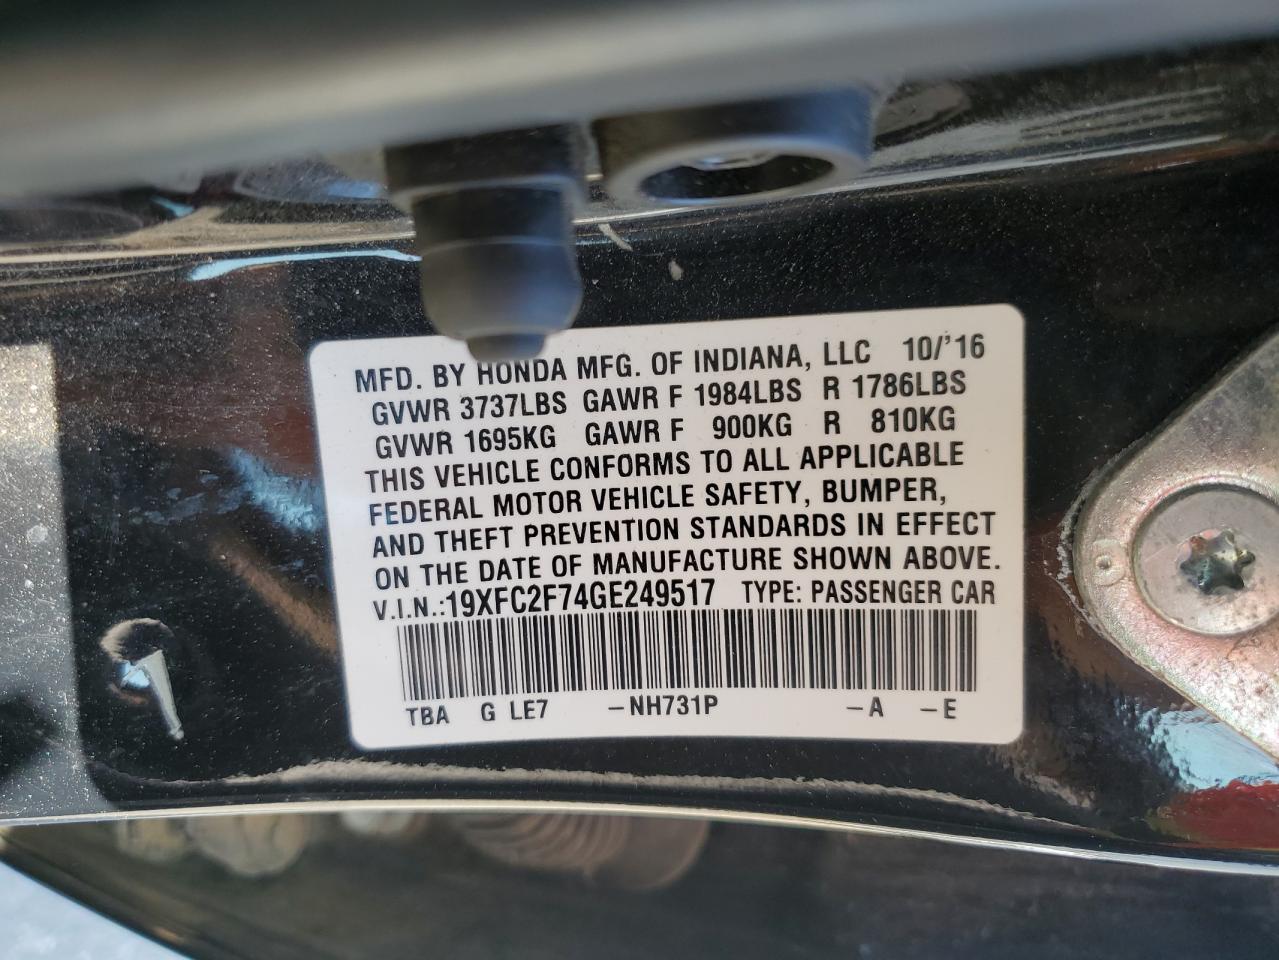 MFD. BY HONDA MFG. OF INDIANA, LLC 10/'16
GVWR 3737LBS GAWR F 1984LBS R 1786LBS
GVWR 1695KG GAWR F 900KG R 810KG
THIS VEHICLE CONFORMS TO ALL APPLICABLE
FEDERAL MOTOR VEHICLE SAFETY, BUMPER,
AND THEFT PREVENTION STANDARDS IN EFFECT
ON THE DATE OF MANUFACTURE SHOWN ABOVE.
V.I.N.:19XFC2F74GE249517 TYPE: PASSENGER CAR
TBA G LE7 –NH731P –A –E